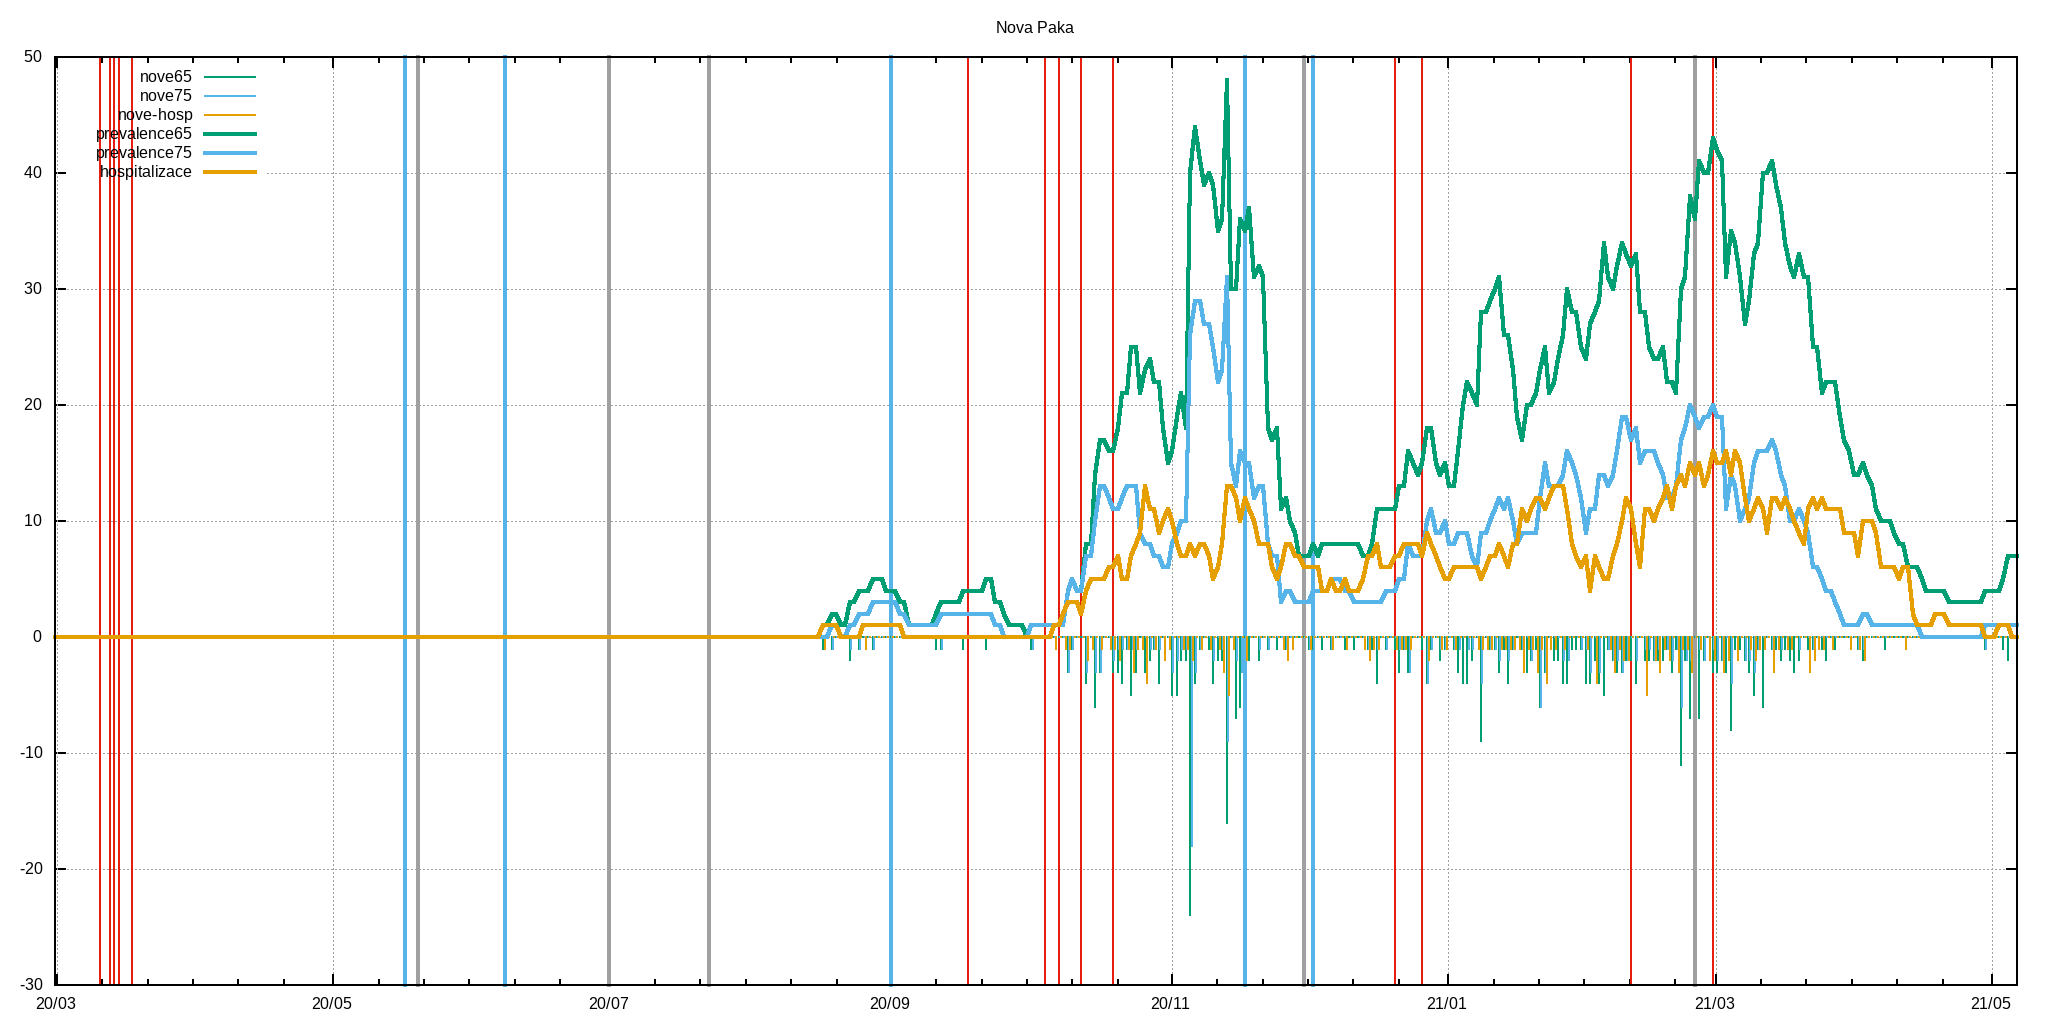 Nova Paka
50
40
30
20
10
0
-10
-20
-30
nove65
nove75
nove-hosp
prevalence65
prevalence75
hospitalizace
20/03 20/05 20/07 20/09 20/11 21/01 21/03 21/05